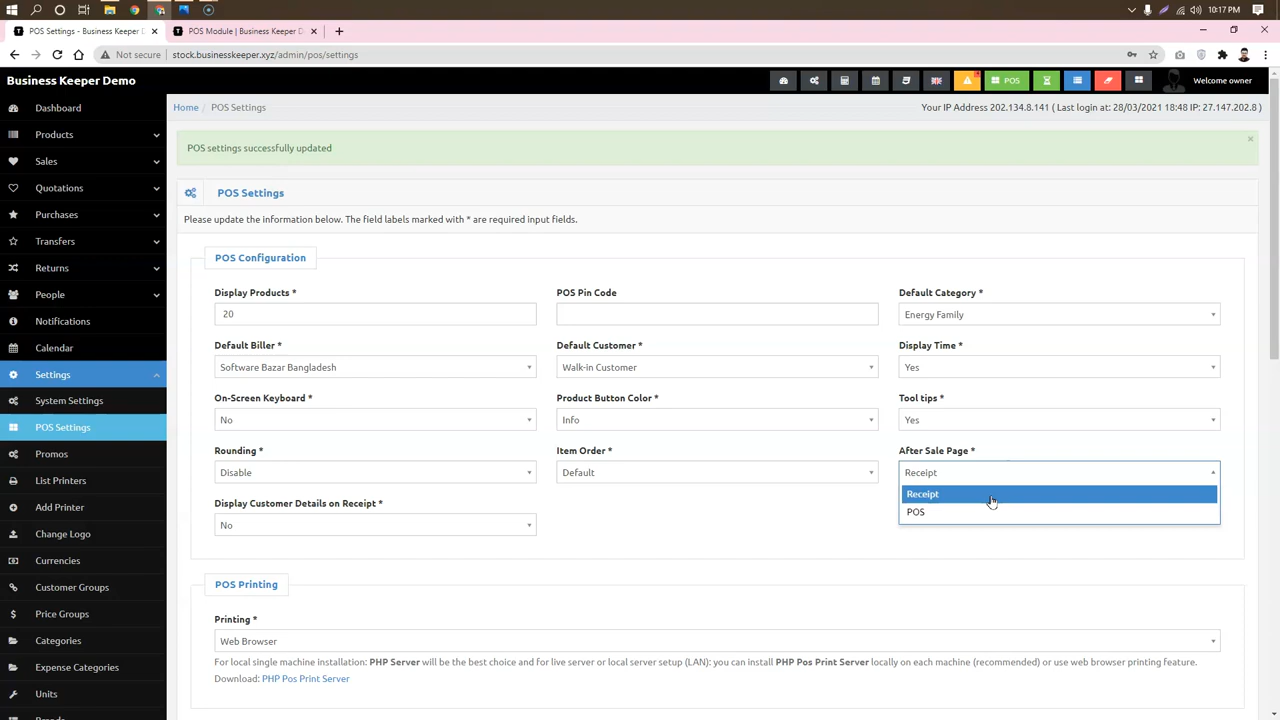 10:17 PM
POS Settings - Business Keeper D
POS Module | Business Keeper D
Not secure
stock.businesskeeper.xyz/admin/pos/settings
Business Keeper Demo
POS
Welcome owner
Dashboard
Products
Sales
Quotations
Purchases
Transfers
Returns
People
Notifications
Calendar
Settings
System Settings
POS Settings
Promos
List Printers
Add Printer
Change Logo
Currencies
Customer Groups
Price Groups
Categories
Expense Categories
Units
Home / POS Settings
Your IP Address 202.134.8.141 ( Last login at: 28/03/2021 18:48 IP: 27.147.202.8 )
POS settings successfully updated
×
POS Settings
Please update the information below. The field labels marked with * are required input fields.
POS Configuration
Display Products *
POS Pin Code
Default Category *
20
Energy Family
Default Biller *
Default Customer *
Display Time *
Software Bazar Bangladesh
Walk-in Customer
Yes
On-Screen Keyboard *
Product Button Color *
Tool tips *
No
Info
Yes
Rounding *
Item Order *
After Sale Page *
Disable
Default
Receipt
Receipt
POS
Display Customer Details on Receipt *
No
POS Printing
Printing *
Web Browser
For local single machine installation: PHP Server will be the best choice and for live server or local server setup (LAN): you can install PHP Pos Print Server locally on each machine (recommended) or use web browser printing feature.
Download: PHP Pos Print Server